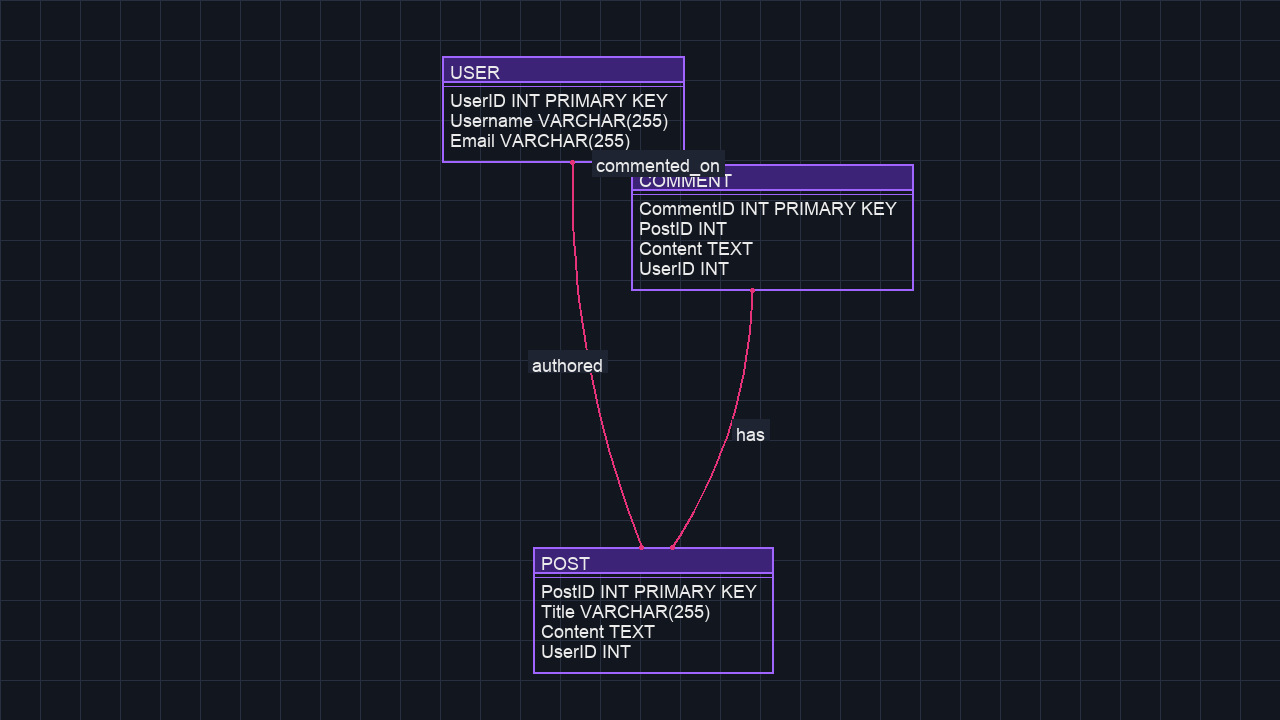 USER
UserID INT PRIMARY KEY
Username VARCHAR(255)
Email VARCHAR(255)
commented_on
COMMENT
CommentID INT PRIMARY KEY
PostID INT
Content TEXT
UserID INT
authored
has
POST
PostID INT PRIMARY KEY
Title VARCHAR(255)
Content TEXT
UserID INT